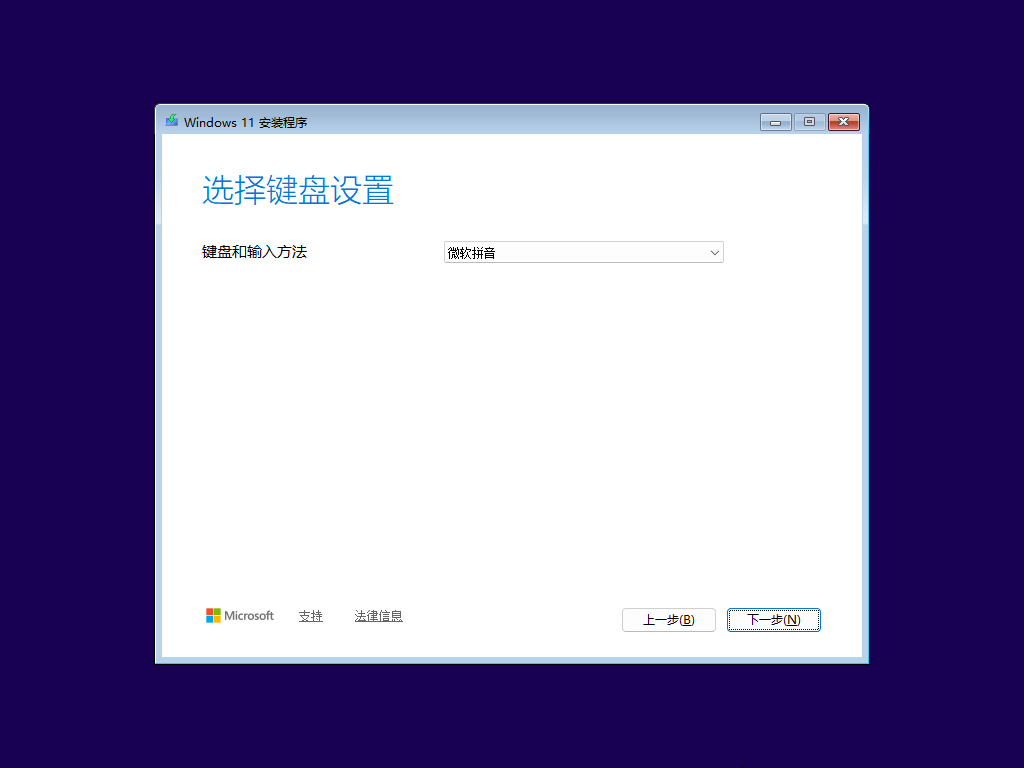 Windows 11 安装程序
选择键盘设置
键盘和输入方法
微软拼音
Microsoft 支持 法律信息
上一步(B) 下一步(N)